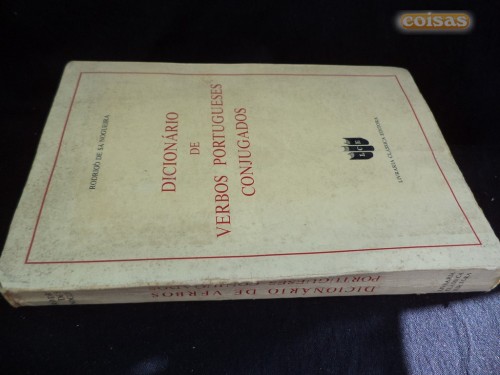 coisas
RODRIGO DE SÁ NOGUEIRA
DICIONÁRIO
DE
VERBOS PORTUGUESES
CONJUGADOS
L C E
LIVRARIA CLÁSSICA EDITORA
DICIONÁRIO DE VERBOS
PORTUGUESES CONJUGADOS